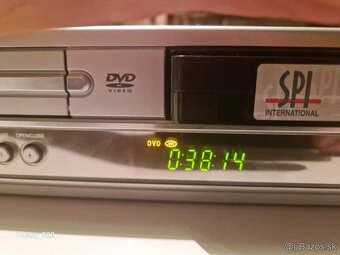 DVD
VIDEO
SPI
INTERNATIONAL
OPEN/CLOSE
DVD
0:38:14
Bazos.sk